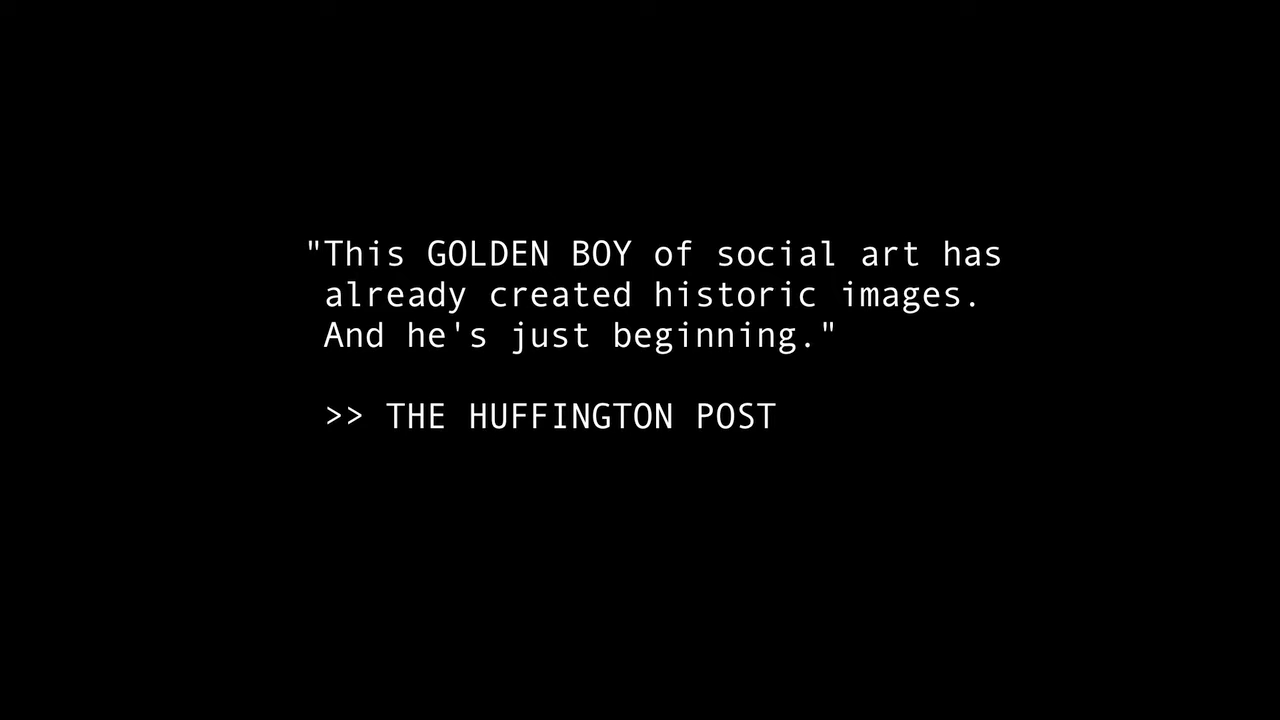 "This GOLDEN BOY of social art has
already created historic images.
And he's just beginning."
>> THE HUFFINGTON POST